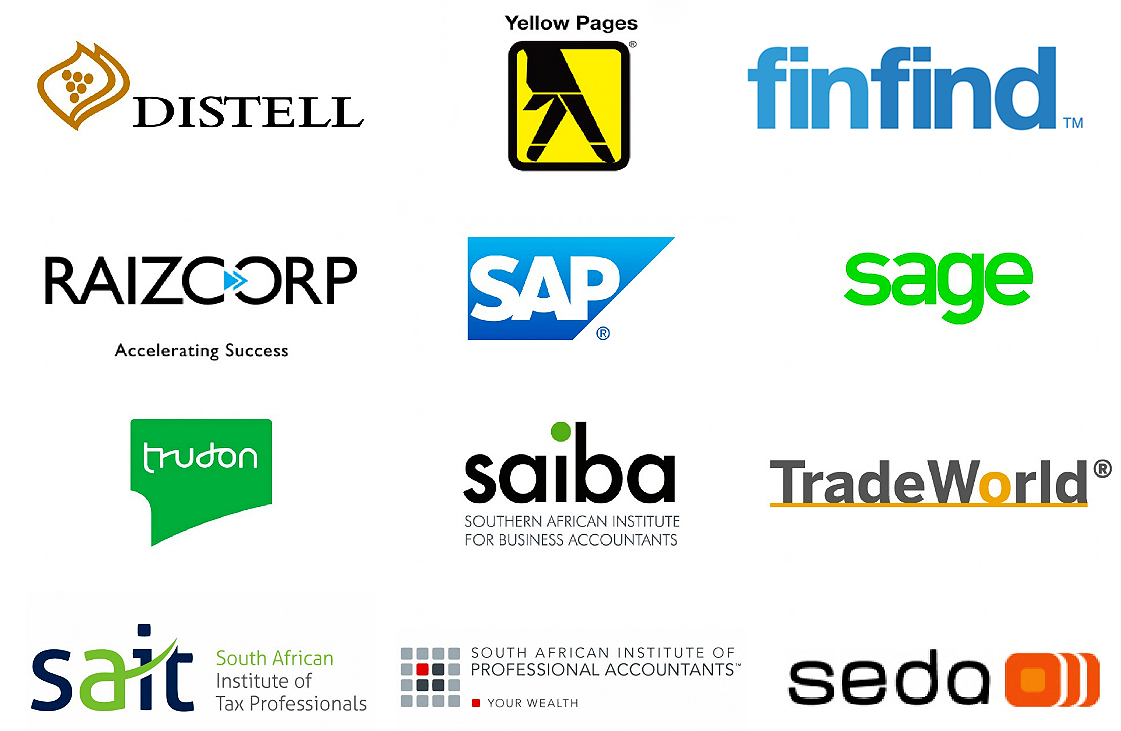 DISTELL
Yellow Pages
®
finfind
TM
RAIZCORP
Accelerating Success
SAP
®
sage
trudon
saiba
SOUTHERN AFRICAN INSTITUTE
FOR BUSINESS ACCOUNTANTS
TradeWorld®
sait
South African
Institute of
Tax Professionals
SOUTH AFRICAN INSTITUTE OF
PROFESSIONAL ACCOUNTANTS™
YOUR WEALTH
seda